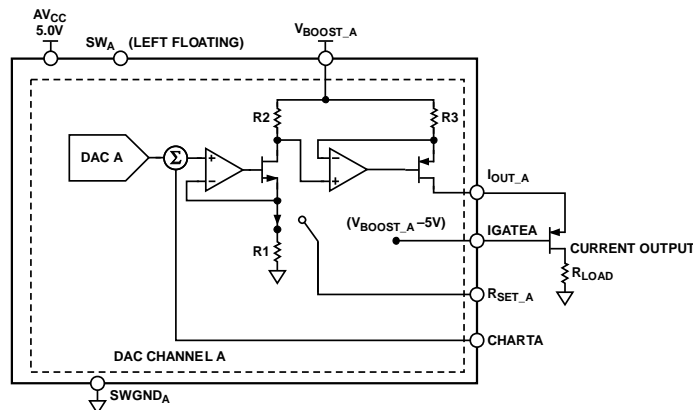 AVCC
5.0V
SWA (LEFT FLOATING)
VBOOST_A
R2
R3
DAC A
Σ
+
–
–
+
IOUT_A
(VBOOST_A –5V)
IGATEA
CURRENT OUTPUT
R1
RLOAD
RSET_A
CHARTA
DAC CHANNEL A
SWGNDA